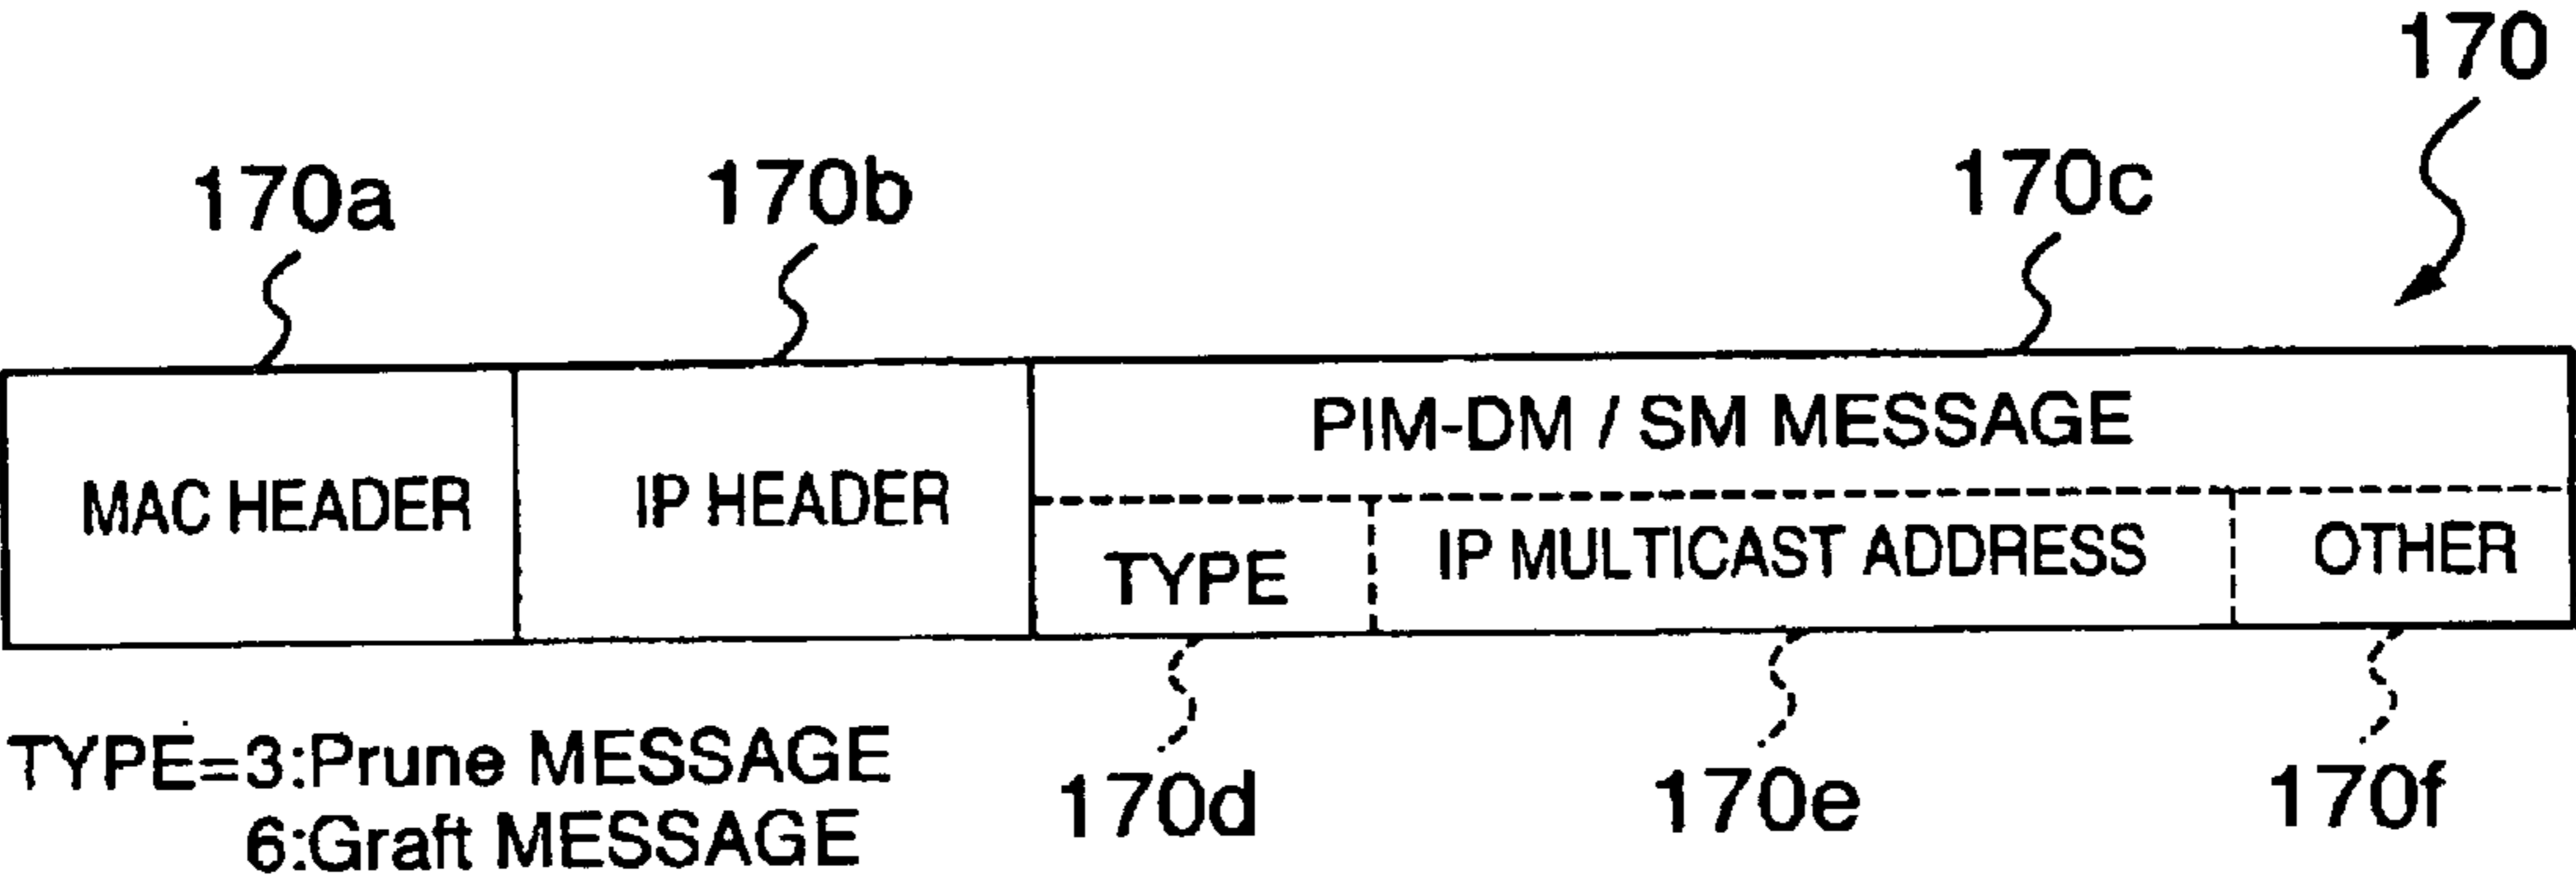 170
170a
170b
170c
MAC HEADER
IP HEADER
PIM-DM / SM MESSAGE
TYPE
IP MULTICAST ADDRESS
OTHER
170d
170e
170f
TYPE=3:Prune MESSAGE
6:Graft MESSAGE